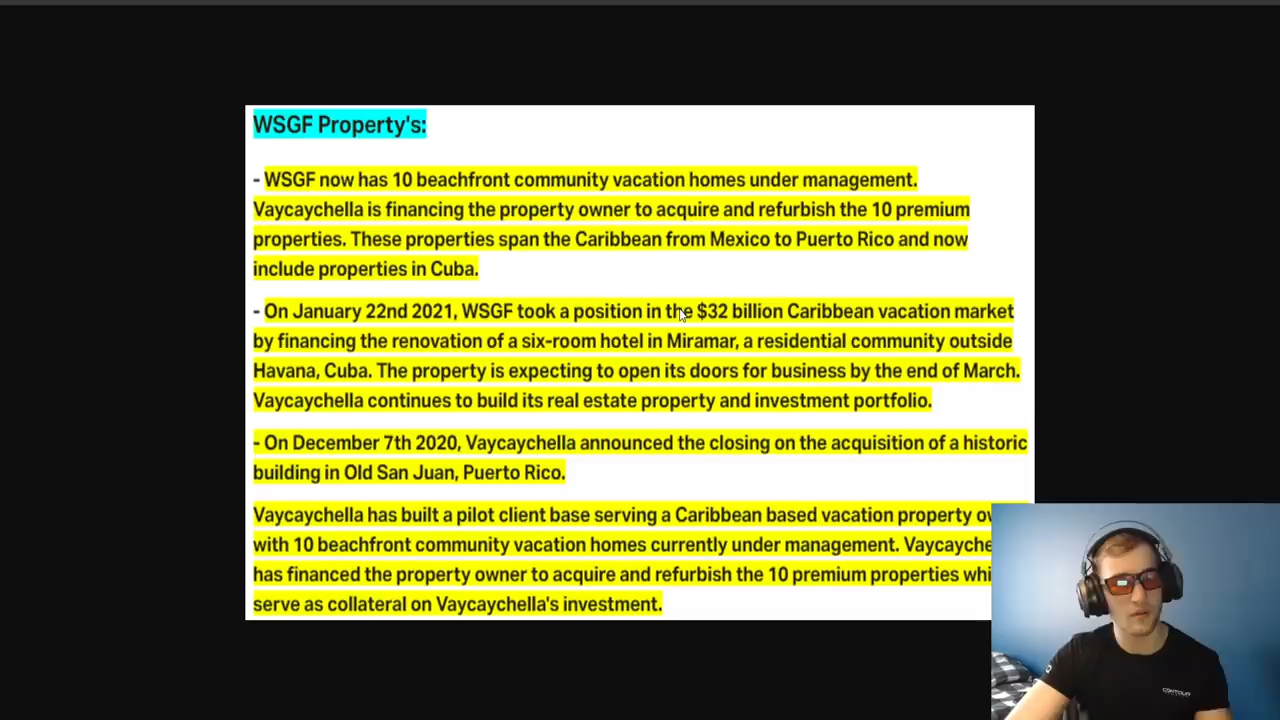 WSGF Property's:
- WSGF now has 10 beachfront community vacation homes under management.
Vaycaychella is financing the property owner to acquire and refurbish the 10 premium
properties. These properties span the Caribbean from Mexico to Puerto Rico and now
include properties in Cuba.
- On January 22nd 2021, WSGF took a position in the $32 billion Caribbean vacation market
by financing the renovation of a six-room hotel in Miramar, a residential community outside
Havana, Cuba. The property is expecting to open its doors for business by the end of March.
Vaycaychella continues to build its real estate property and investment portfolio.
- On December 7th 2020, Vaycaychella announced the closing on the acquisition of a historic
building in Old San Juan, Puerto Rico.
Vaycaychella has built a pilot client base serving a Caribbean based vacation property
with 10 beachfront community vacation homes currently under management.
has financed the property owner to acquire and refurbish the 10 premium properties
serve as collateral on Vaycaychella's investment.
CONTOUR